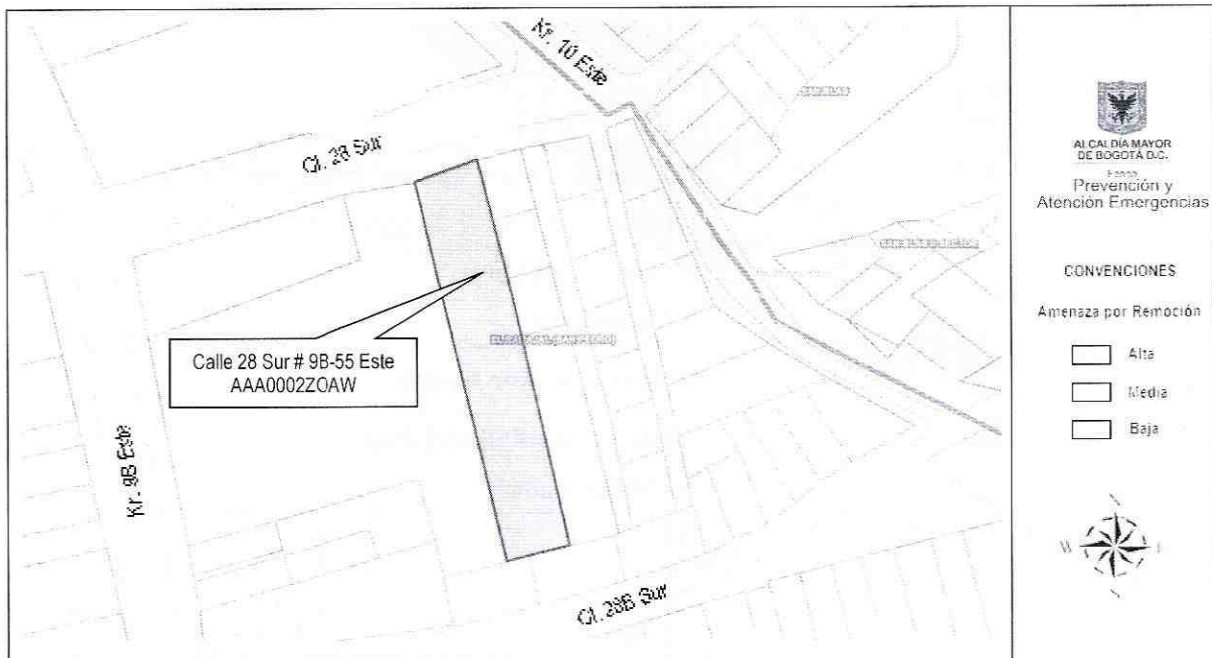 Kr. 10 Este
Cl. 28 Sur
Calle 28 Sur # 9B-55 Este
AAA0002ZOAW
Kr. 9B Este
Cl. 28B Sur
ALCALDÍA MAYOR
DE BOGOTÁ D.C.
Fondo
Prevención y
Atención Emergencias
CONVENCIONES
Amenaza por Remoción
Alta
Media
Baja
W